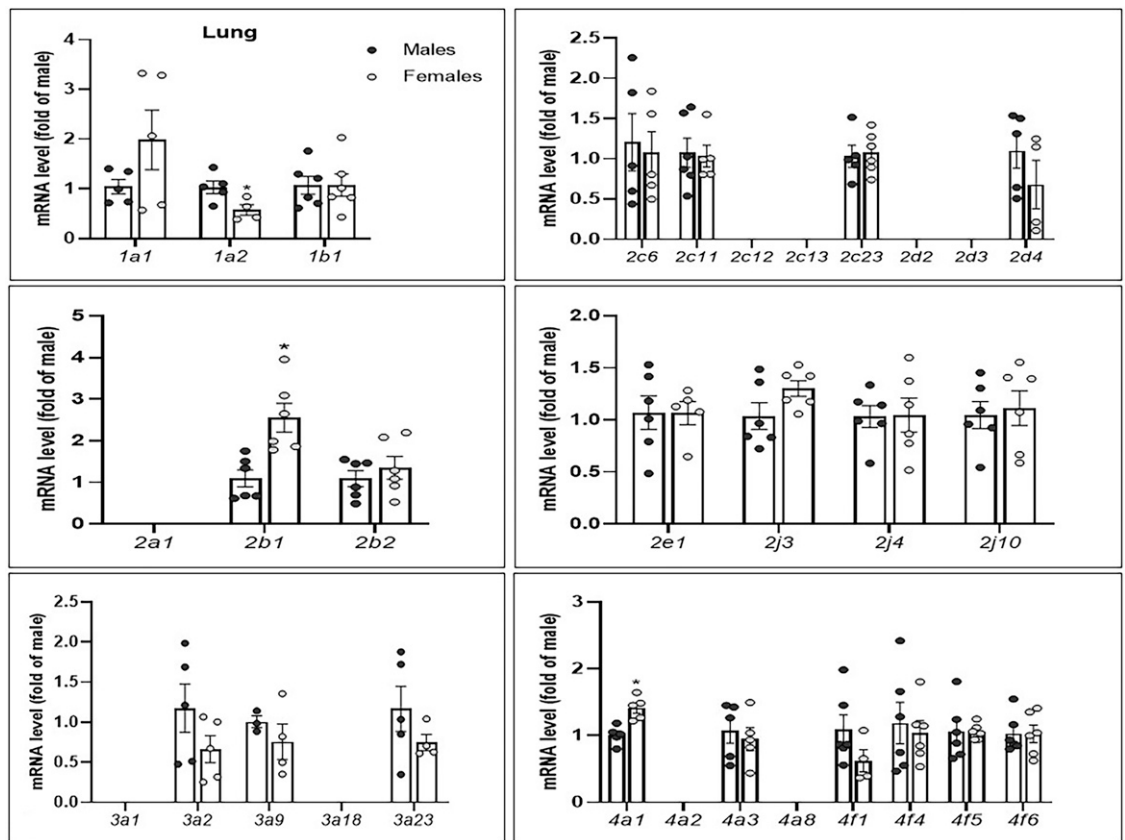 Lung
Males
Females
mRNA level (fold of male)
4
3
2
1
0
*
1a1 1a2 1b1
mRNA level (fold of male)
2.5
2.0
1.5
1.0
0.5
0.0
2c6 2c11 2c12 2c13 2c23 2d2 2d3 2d4
mRNA level (fold of male)
5
4
3
2
1
0
*
2a1 2b1 2b2
mRNA level (fold of male)
2.0
1.5
1.0
0.5
0.0
2e1 2j3 2j4 2j10
mRNA level (fold of male)
2.5
2.0
1.5
1.0
0.5
0.0
3a1 3a2 3a9 3a18 3a23
mRNA level (fold of male)
3
2
1
0
*
4a1 4a2 4a3 4a8 4f1 4f4 4f5 4f6